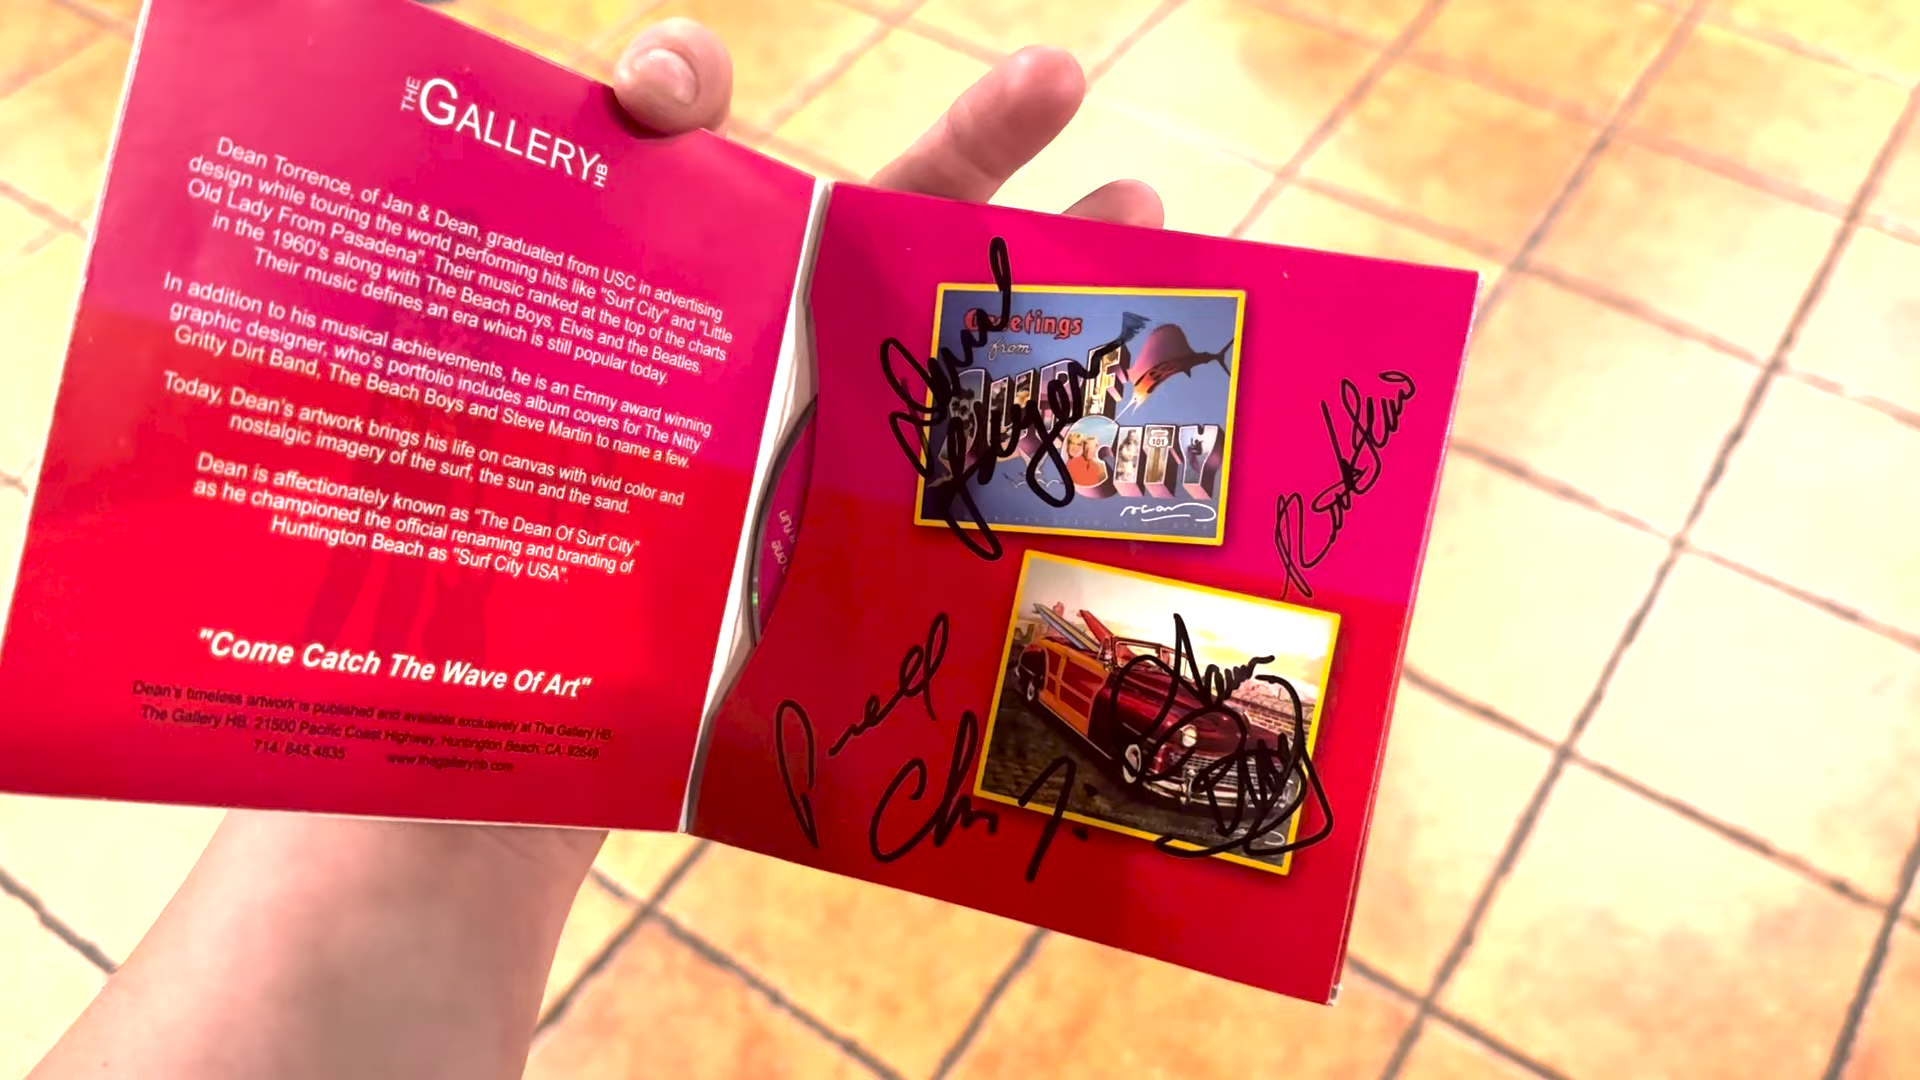 THE GALLERY HB
Dean Torrence, of Jan & Dean, graduated from USC in advertising
design while touring the world performing hits like "Surf City" and "Little
Old Lady From Pasadena". Their music ranked at the top of the charts
in the 1960's along with The Beach Boys, Elvis and the Beatles.
Their music defines an era which is still popular today.
In addition to his musical achievements, he is an Emmy award winning
graphic designer, who's portfolio includes album covers for The Nitty
Gritty Dirt Band, The Beach Boys and Steve Martin to name a few.
Today, Dean's artwork brings his life on canvas with vivid color and
nostalgic imagery of the surf, the sun and the sand.
Dean is affectionately known as "The Dean Of Surf City"
as he championed the official renaming and branding of
Huntington Beach as "Surf City USA".
"Come Catch The Wave Of Art"
Dean's timeless artwork is published and available exclusively at The Gallery HB.
The Gallery HB, 21500 Pacific Coast Highway, Huntington Beach, CA. 92648
714. 845.4835 www.thegalleryhb.com
Greetings
from
SURF
CITY
101